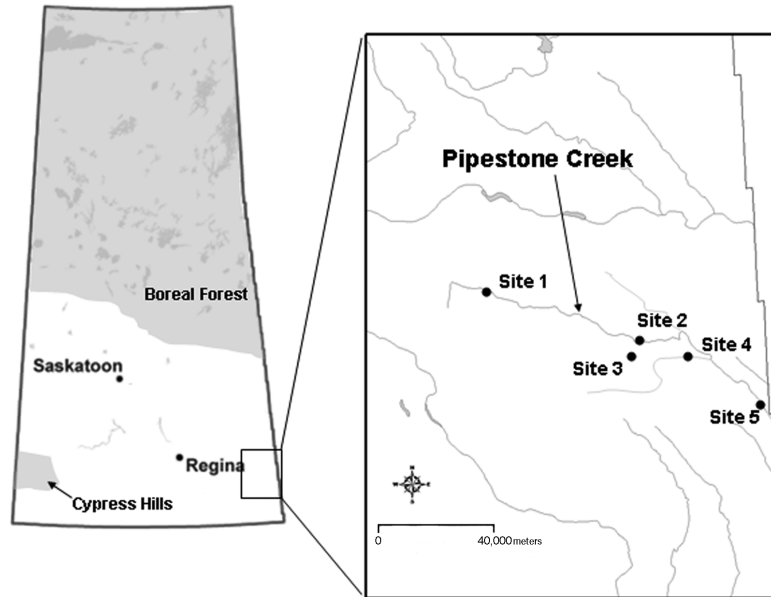 Boreal Forest
Saskatoon
Regina
Cypress Hills
Pipestone Creek
Site 1
Site 2
Site 3
Site 4
Site 5
N
W
E
S
0
40,000 meters